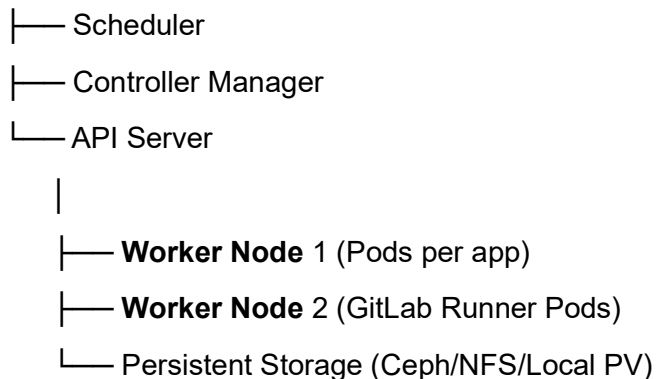 ├── Scheduler
├── Controller Manager
└── API Server
│
├── Worker Node 1 (Pods per app)
├── Worker Node 2 (GitLab Runner Pods)
└── Persistent Storage (Ceph/NFS/Local PV)